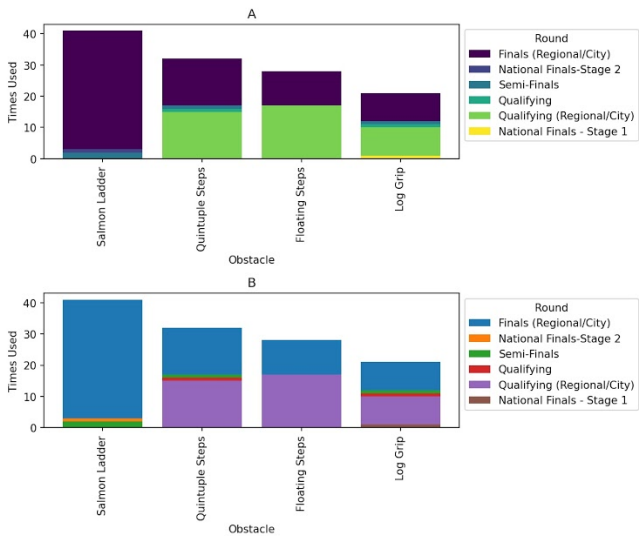 A
Times Used
40
30
20
10
0
Salmon Ladder
Quintuple Steps
Floating Steps
Log Grip
Obstacle
Round
Finals (Regional/City)
National Finals-Stage 2
Semi-Finals
Qualifying
Qualifying (Regional/City)
National Finals - Stage 1
B
Times Used
40
30
20
10
0
Salmon Ladder
Quintuple Steps
Floating Steps
Log Grip
Obstacle
Round
Finals (Regional/City)
National Finals-Stage 2
Semi-Finals
Qualifying
Qualifying (Regional/City)
National Finals - Stage 1